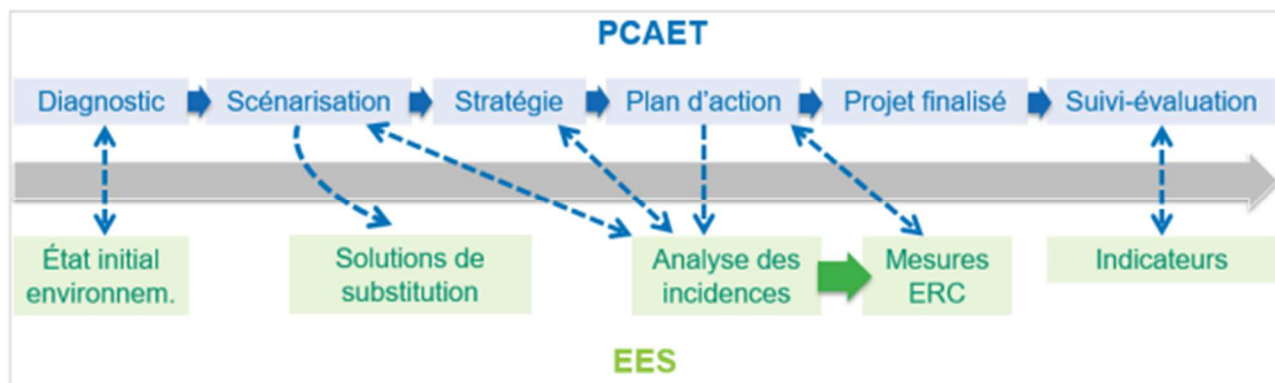 PCAET
Diagnostic
Scénarisation
Stratégie
Plan d'action
Projet finalisé
Suivi-évaluation
État initial
environnem.
Solutions de
substitution
Analyse des
incidences
Mesures
ERC
Indicateurs
EES